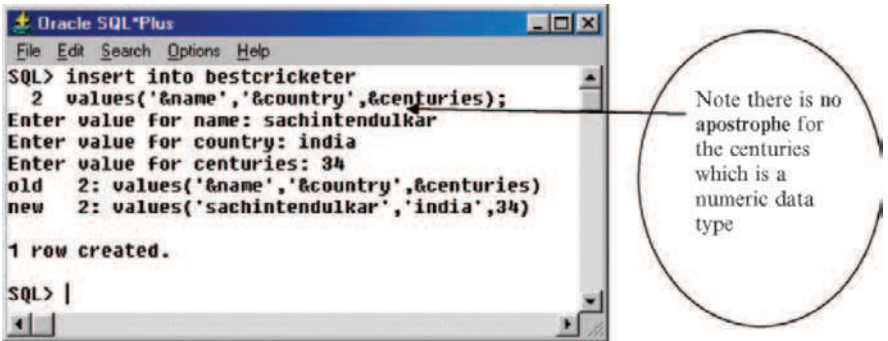 Oracle SQL*Plus
File Edit Search Options Help
SQL> insert into bestcricketer
2 values('&name','&country',&centuries);
Enter value for name: sachintendulkar
Enter value for country: india
Enter value for centuries: 34
old 2: values('&name','&country',&centuries)
new 2: values('sachintendulkar','india',34)
1 row created.
SQL>
Note there is no
apostrophe for
the centuries
which is a
numeric data
type